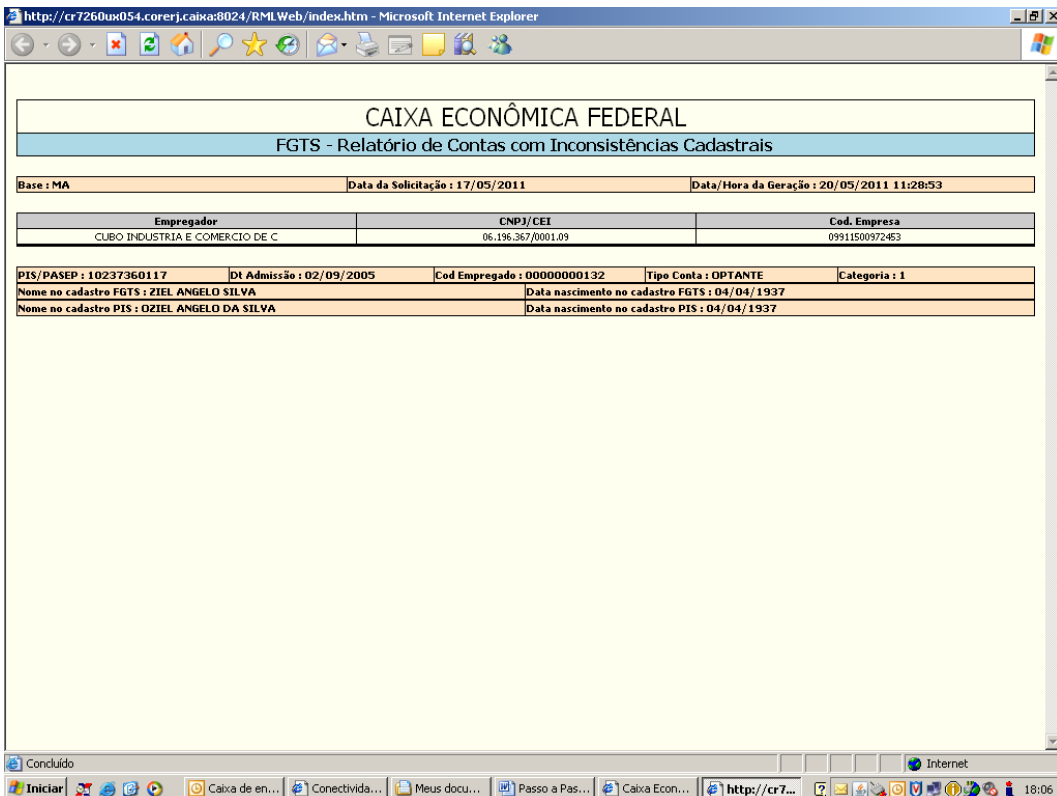 http://cr7260ux054.corerj.caixa:8024/RMLWeb/index.htm - Microsoft Internet Explorer
CAIXA ECONÔMICA FEDERAL
FGTS - Relatório de Contas com Inconsistências Cadastrais
Base : MA Data da Solicitação : 17/05/2011 Data/Hora da Geração : 20/05/2011 11:28:53
Empregador CNPJ/CEI Cod. Empresa
CUBO INDUSTRIA E COMERCIO DE C 06.196.367/0001.09 09911500972453
PIS/PASEP : 10237360117 Dt Admissão : 02/09/2005 Cod Empregado : 00000000132 Tipo Conta : OPTANTE Categoria : 1
Nome no cadastro FGTS : ZIEL ANGELO SILVA Data nascimento no cadastro FGTS : 04/04/1937
Nome no cadastro PIS : OZIEL ANGELO DA SILVA Data nascimento no cadastro PIS : 04/04/1937
Concluído Internet
Iniciar Caixa de en... Conectivida... Meus docu... Passo a Pas... Caixa Econ... http://cr7... 18:06